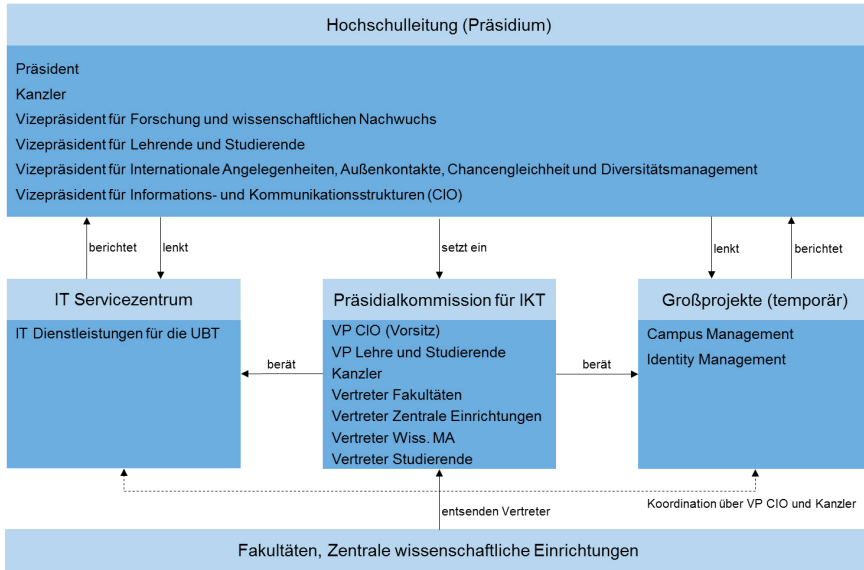 Hochschulleitung (Präsidium)
Präsident
Kanzler
Vizepräsident für Forschung und wissenschaftlichen Nachwuchs
Vizepräsident für Lehrende und Studierende
Vizepräsident für Internationale Angelegenheiten, Außenkontakte, Chancengleichheit und Diversitätsmanagement
Vizepräsident für Informations- und Kommunikationsstrukturen (CIO)
berichtet
lenkt
setzt ein
lenkt
berichtet
IT Servicezentrum
IT Dienstleistungen für die UBT
berät
Präsidialkommission für IKT
VP CIO (Vorsitz)
VP Lehre und Studierende
Kanzler
Vertreter Fakultäten
Vertreter Zentrale Einrichtungen
Vertreter Wiss. MA
Vertreter Studierende
berät
Großprojekte (temporär)
Campus Management
Identity Management
Koordination über VP CIO und Kanzler
entsenden Vertreter
Fakultäten, Zentrale wissenschaftliche Einrichtungen